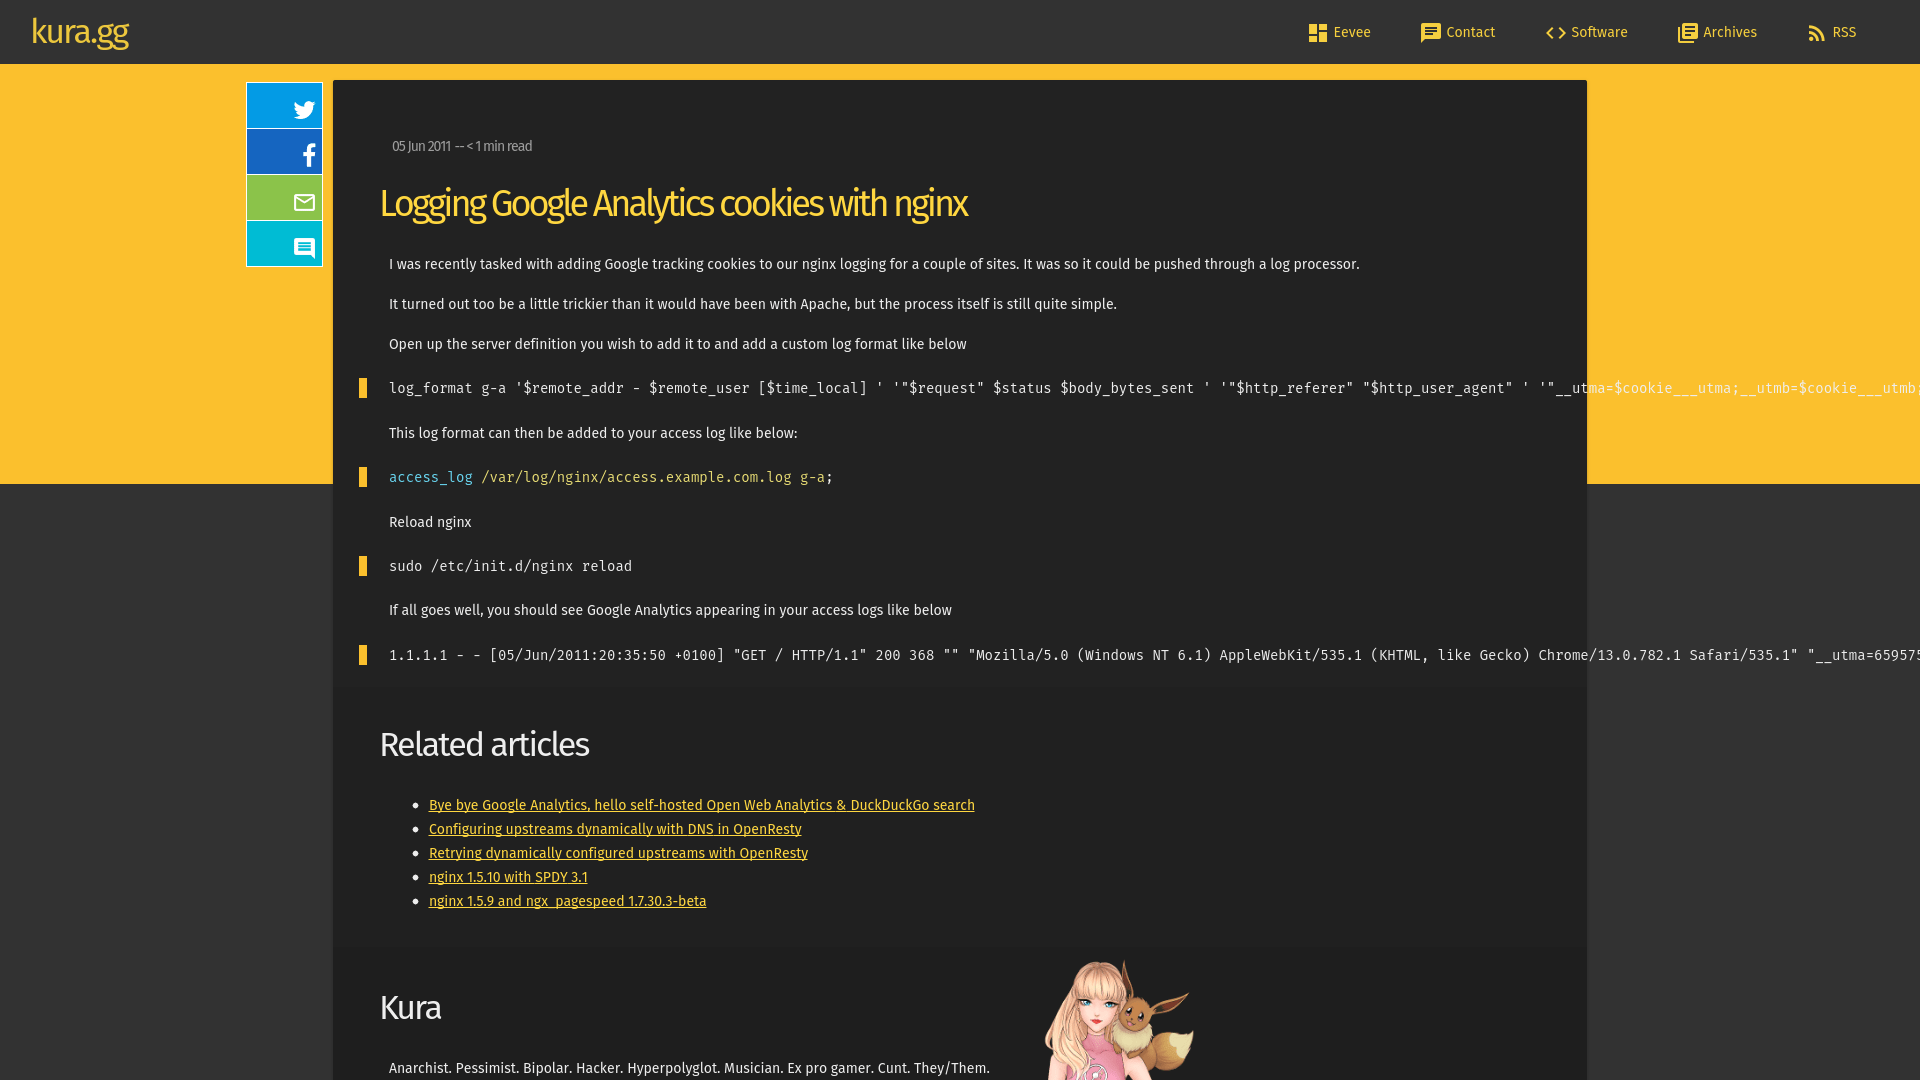 kura.gg
Eevee
Contact
Software
Archives
RSS
05 Jun 2011 -- < 1 min read
Logging Google Analytics cookies with nginx
I was recently tasked with adding Google tracking cookies to our nginx logging for a couple of sites. It was so it could be pushed through a log processor.
It turned out too be a little trickier than it would have been with Apache, but the process itself is still quite simple.
Open up the server definition you wish to add it to and add a custom log format like below
log_format g-a '$remote_addr - $remote_user [$time_local] ' '"$request" $status $body_bytes_sent ' '"$http_referer" "$http_user_agent" ' '"__utma=$cookie___utma;__utmb=$cookie___utmb;
This log format can then be added to your access log like below:
access_log /var/log/nginx/access.example.com.log g-a;
Reload nginx
sudo /etc/init.d/nginx reload
If all goes well, you should see Google Analytics appearing in your access logs like below
1.1.1.1 - - [05/Jun/2011:20:35:50 +0100] "GET / HTTP/1.1" 200 368 "" "Mozilla/5.0 (Windows NT 6.1) AppleWebKit/535.1 (KHTML, like Gecko) Chrome/13.0.782.1 Safari/535.1" "__utma=659575
Related articles
Bye bye Google Analytics, hello self-hosted Open Web Analytics & DuckDuckGo search
Configuring upstreams dynamically with DNS in OpenResty
Retrying dynamically configured upstreams with OpenResty
nginx 1.5.10 with SPDY 3.1
nginx 1.5.9 and ngx_pagespeed 1.7.30.3-beta
Kura
Anarchist. Pessimist. Bipolar. Hacker. Hyperpolyglot. Musician. Ex pro gamer. Cunt. They/Them.